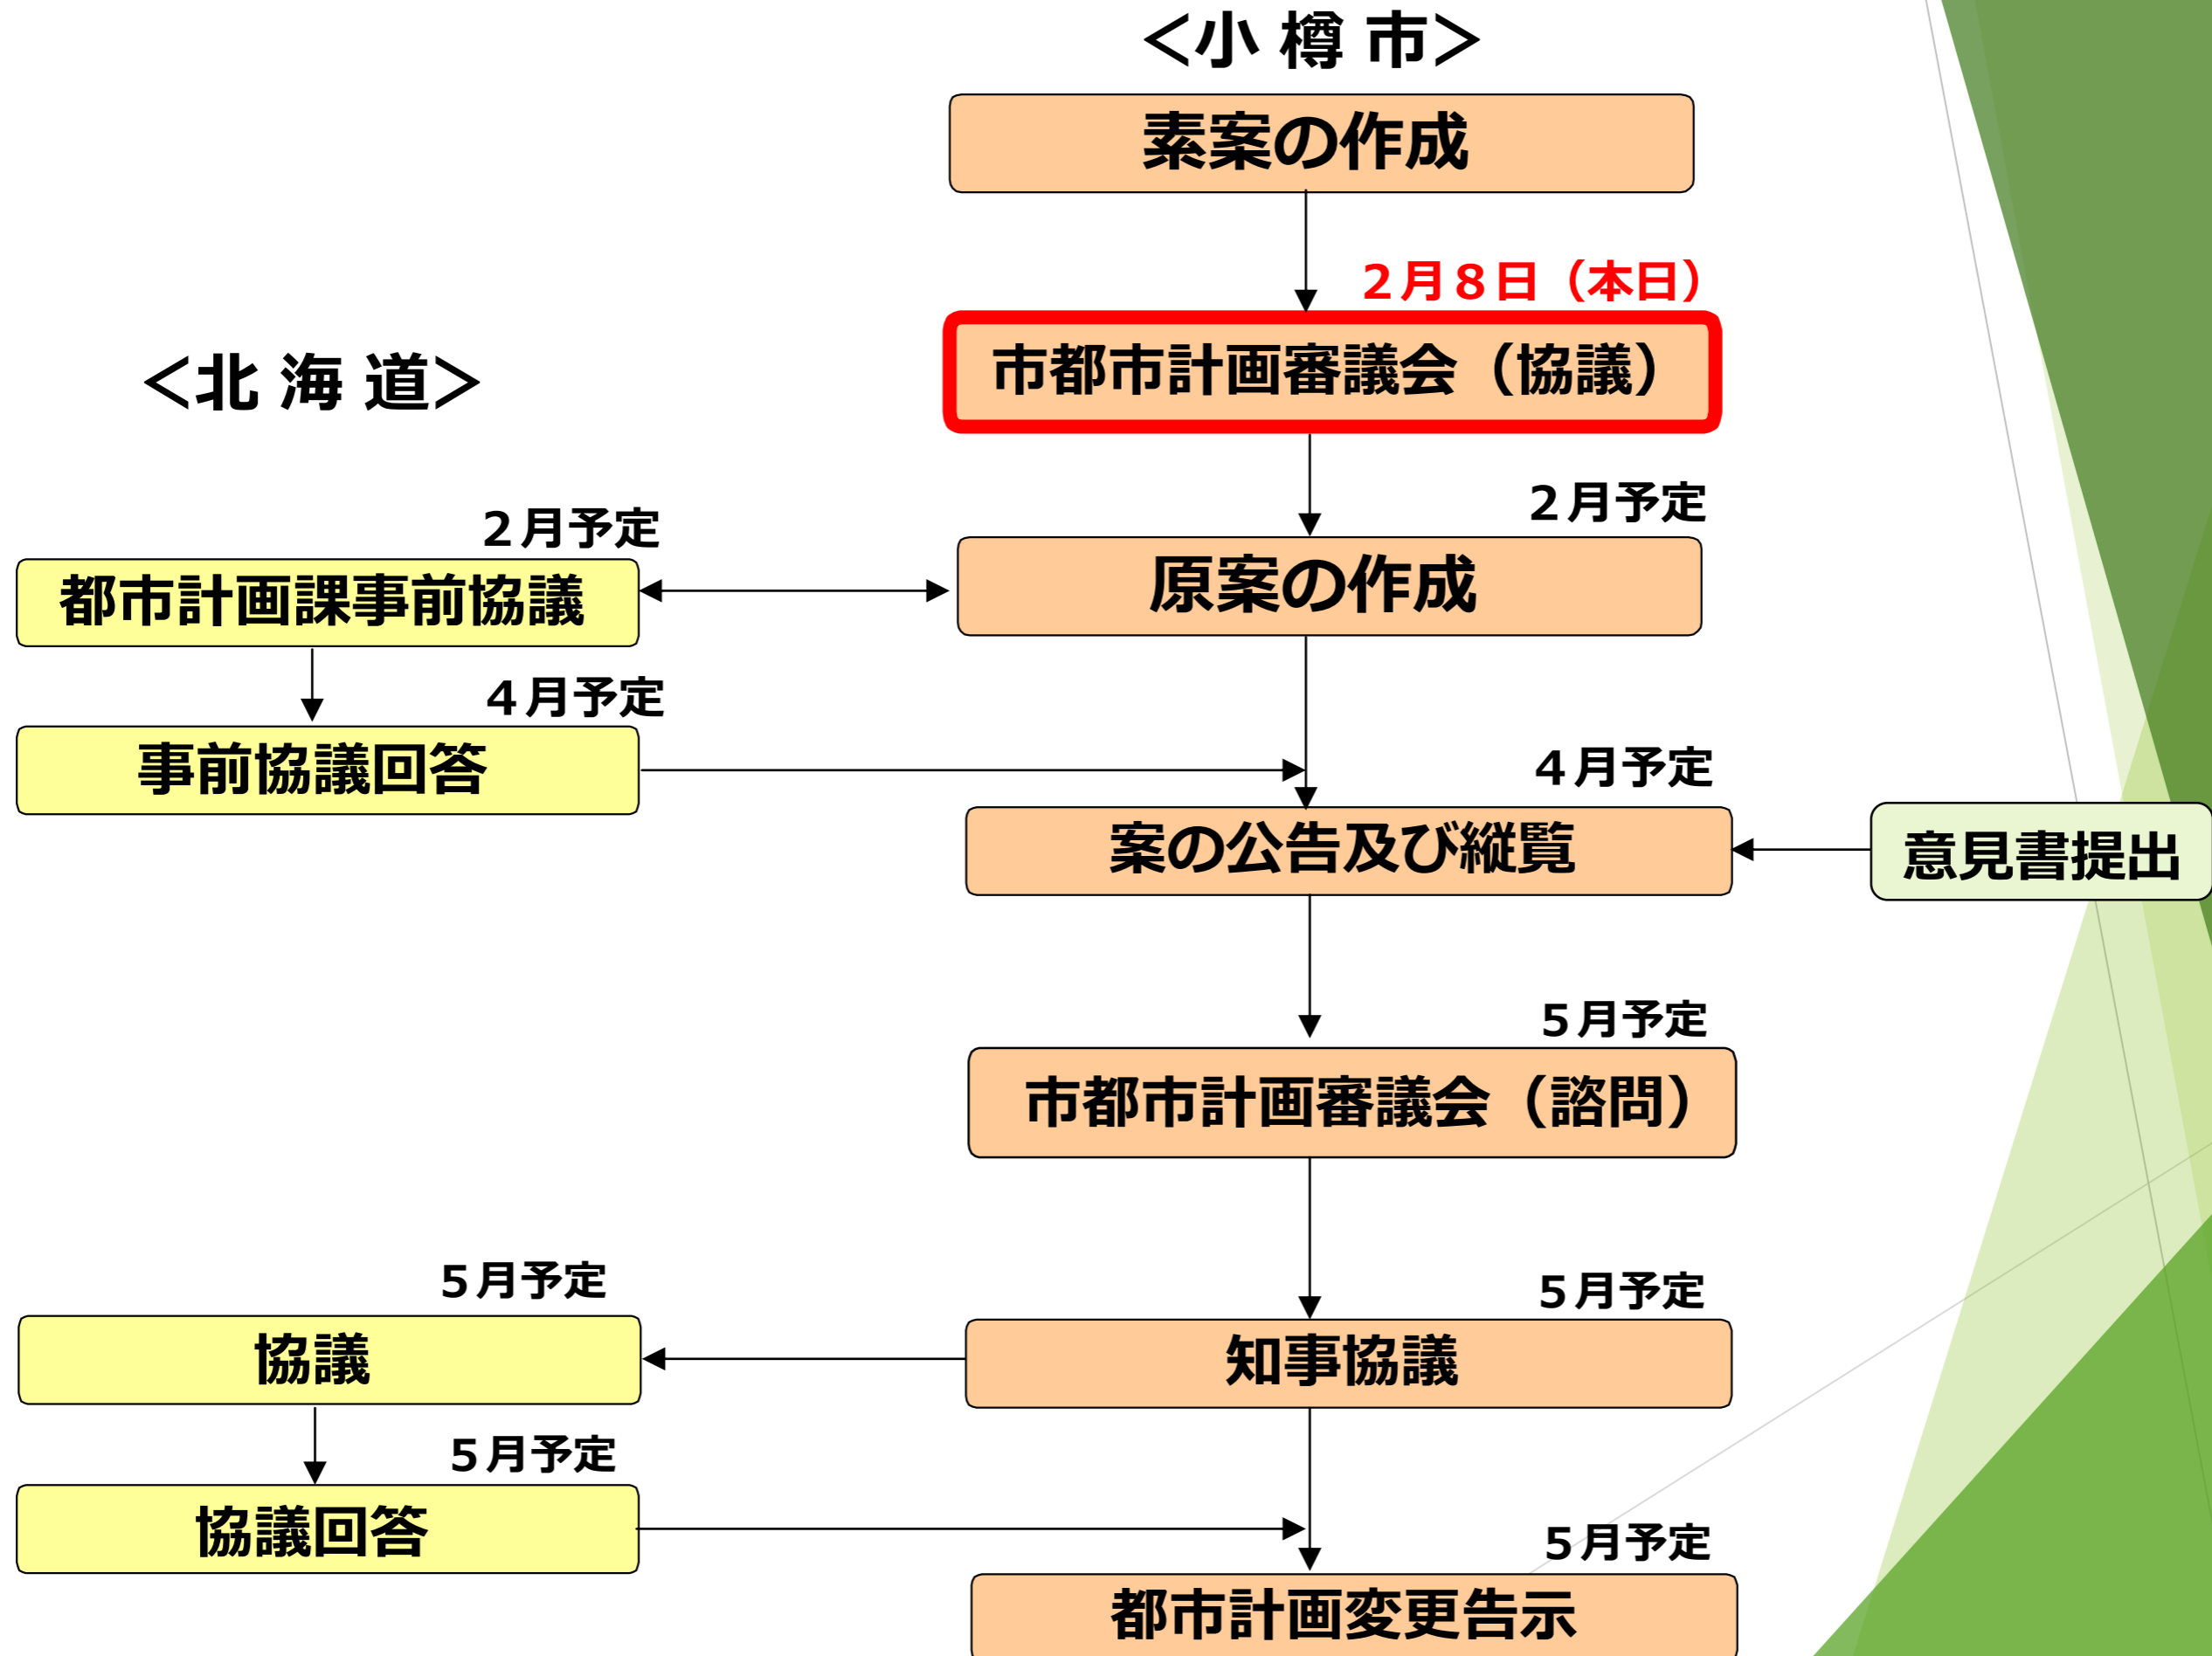 ＜小 樽 市＞
素案の作成
２月８日（本日）
市都市計画審議会（協議）
＜北 海 道＞
２月予定
原案の作成
２月予定
都市計画課事前協議
４月予定
事前協議回答
４月予定
案の公告及び縦覧
意見書提出
５月予定
市都市計画審議会（諮問）
５月予定
知事協議
５月予定
協議
５月予定
協議回答
５月予定
都市計画変更告示